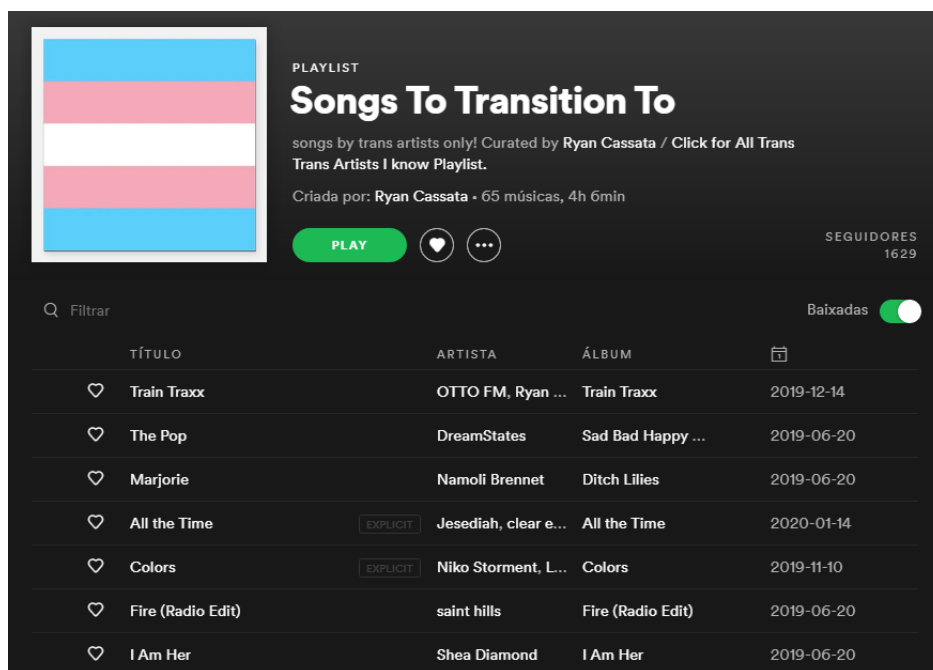 PLAYLIST
Songs To Transition To
songs by trans artists only! Curated by Ryan Cassata / Click for All Trans
Trans Artists I know Playlist.
Criada por: Ryan Cassata • 65 músicas, 4h 6min
PLAY
SEGUIDORES
1629
Filtrar
Baixadas
TÍTULO ARTISTA ÁLBUM
Train Traxx OTTO FM, Ryan ... Train Traxx 2019-12-14
The Pop DreamStates Sad Bad Happy ... 2019-06-20
Marjorie Namoli Brennet Ditch Lilies 2019-06-20
All the Time EXPLICIT Jesediah, clear e... All the Time 2020-01-14
Colors EXPLICIT Niko Storment, L... Colors 2019-11-10
Fire (Radio Edit) saint hills Fire (Radio Edit) 2019-06-20
I Am Her Shea Diamond I Am Her 2019-06-20